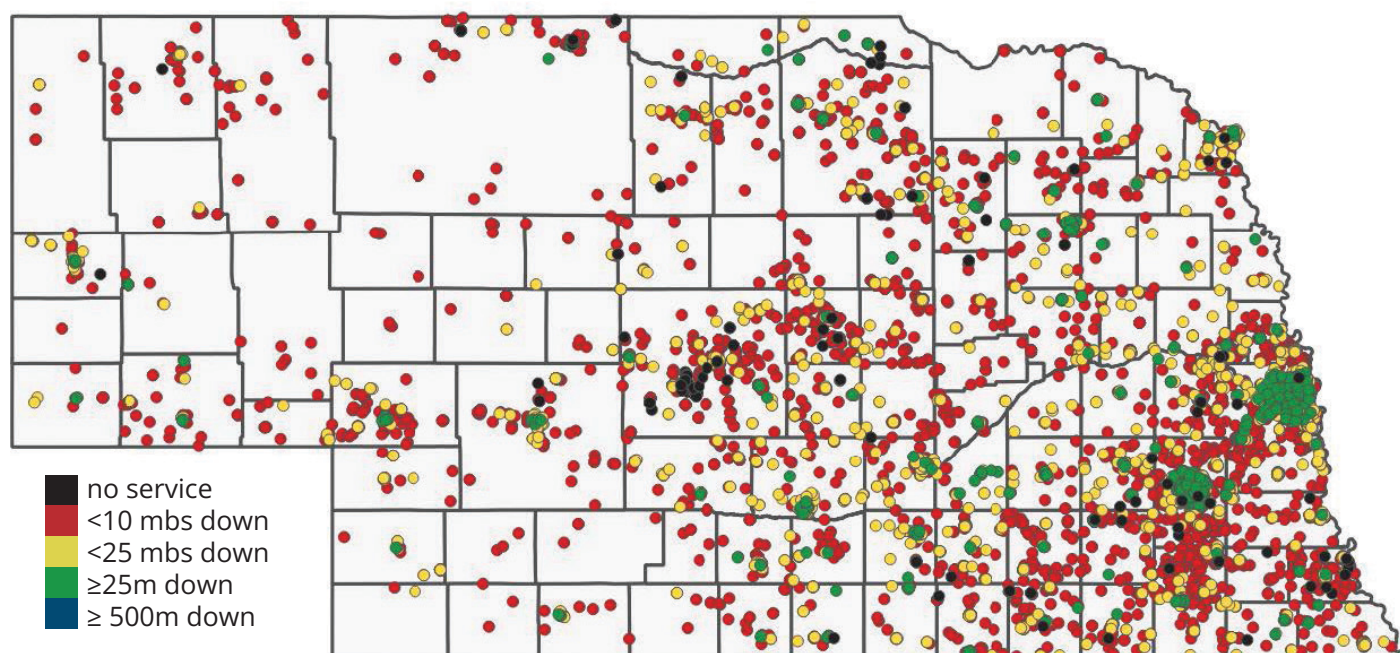 no service
<10 mbs down
<25 mbs down
≥25m down
≥ 500m down